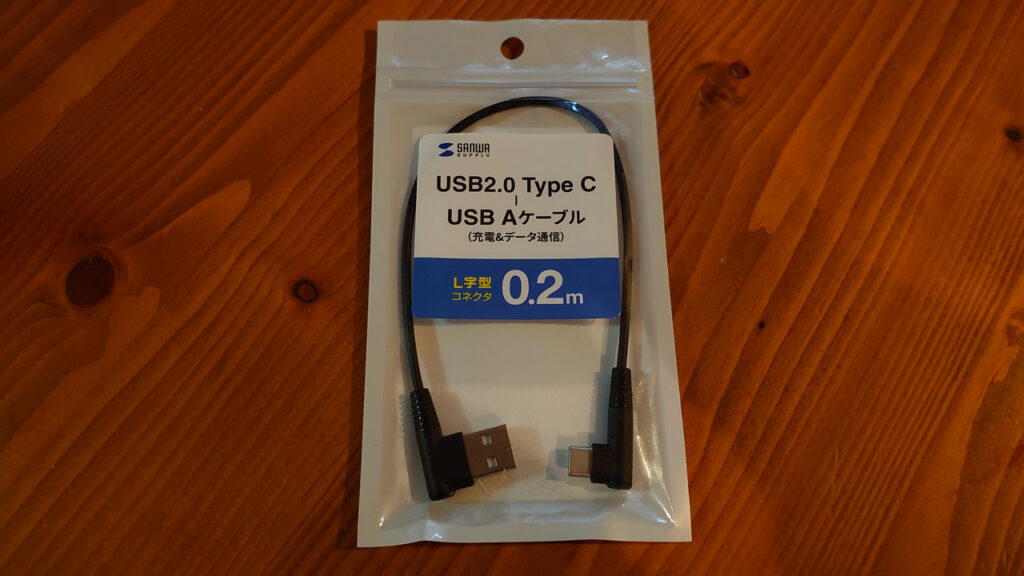 SANWA
SUPPLY
USB2.0 Type C
-
USB Aケーブル
(充電&データ通信)
L字型
コネクタ
0.2m